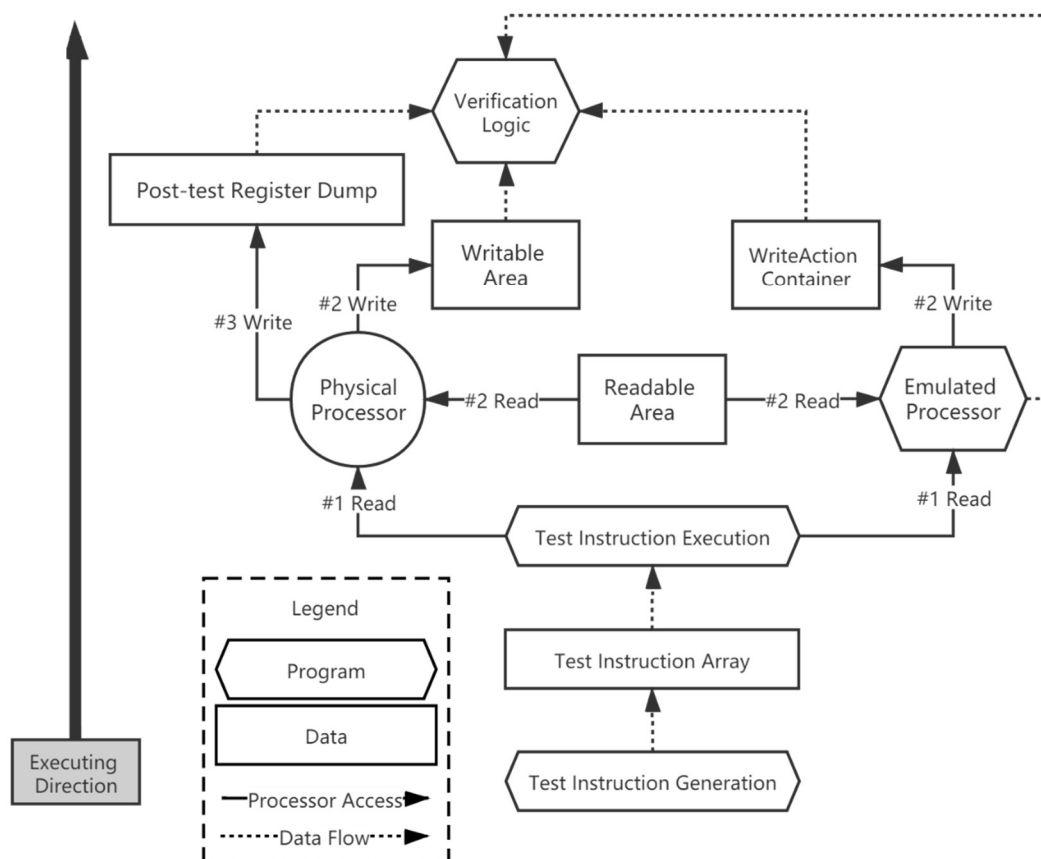 Verification
Logic
Post-test Register Dump
Writable
Area
WriteAction
Container
#2 Write
#2 Write
#3 Write
Physical
Processor
#2 Read
Readable
Area
#2 Read
Emulated
Processor
#1 Read
#1 Read
Test Instruction Execution
Legend
Program
Test Instruction Array
Data
Executing
Direction
Test Instruction Generation
Processor Access
Data Flow